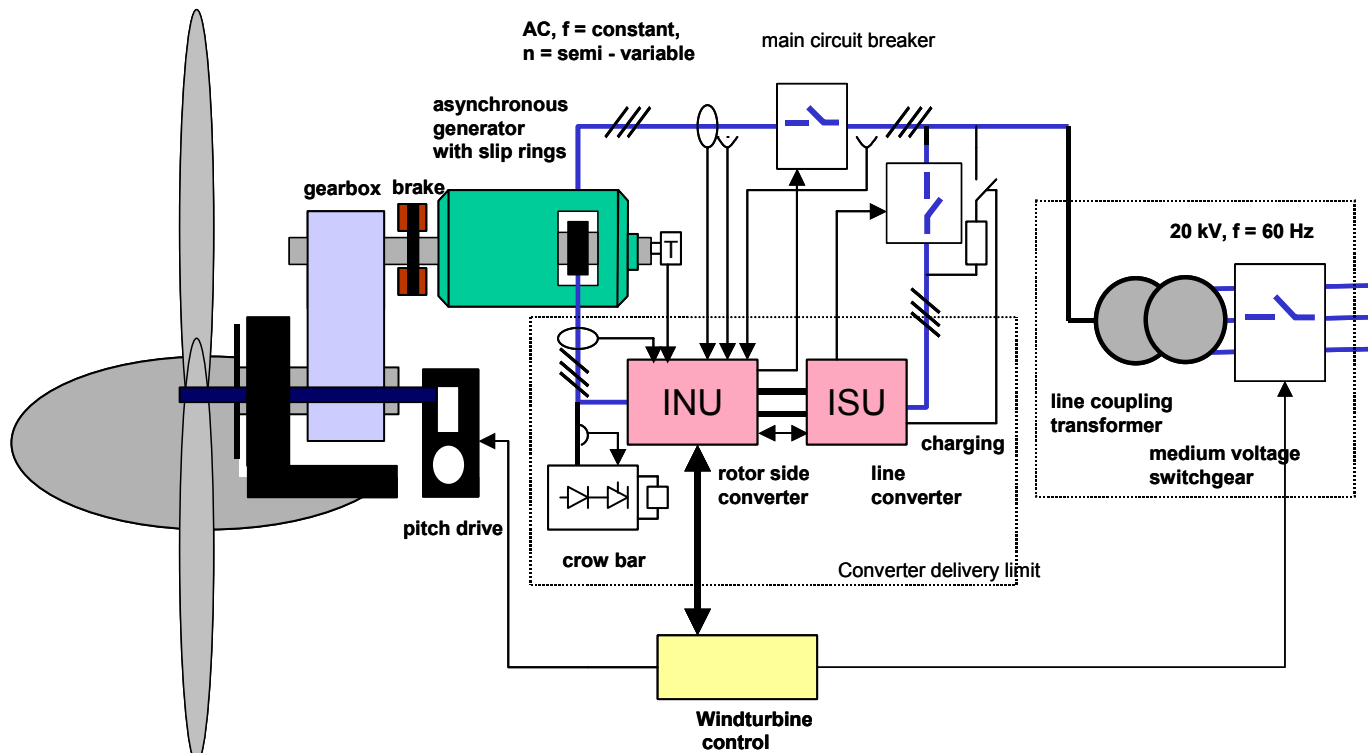 AC, f = constant,
n = semi - variable
main circuit breaker
asynchronous
generator
with slip rings
gearbox
brake
T
20 kV, f = 60 Hz
INU
ISU
line coupling
transformer
charging
medium voltage
switchgear
rotor side
converter
line
converter
pitch drive
crow bar
Converter delivery limit
Windturbine
control